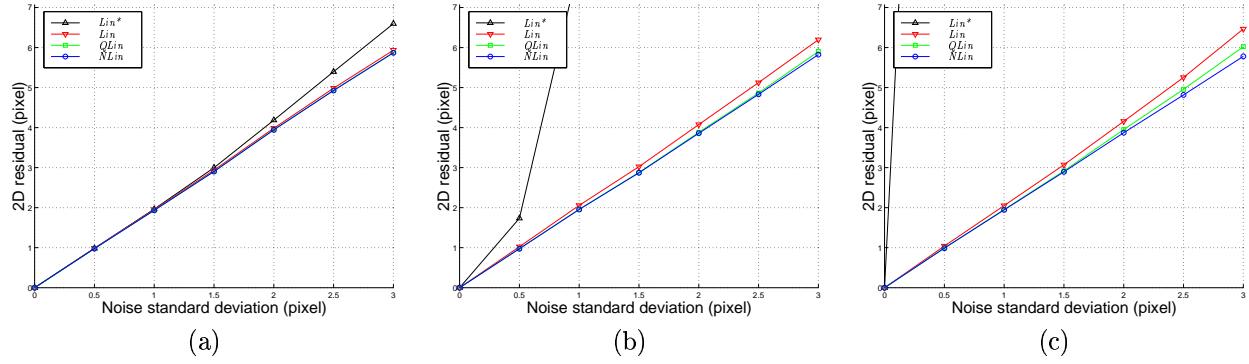 7
6
5
4
3
2
1
0
2D residual (pixel)
Lin*
Lin
QLin
NLin
0
0.5
1
1.5
2
2.5
3
Noise standard deviation (pixel)
(a)
7
6
5
4
3
2
1
0
2D residual (pixel)
Lin*
Lin
QLin
NLin
0
0.5
1
1.5
2
2.5
3
Noise standard deviation (pixel)
(b)
7
6
5
4
3
2
1
0
2D residual (pixel)
Lin*
Lin
QLin
NLin
0
0.5
1
1.5
2
2.5
3
Noise standard deviation (pixel)
(c)